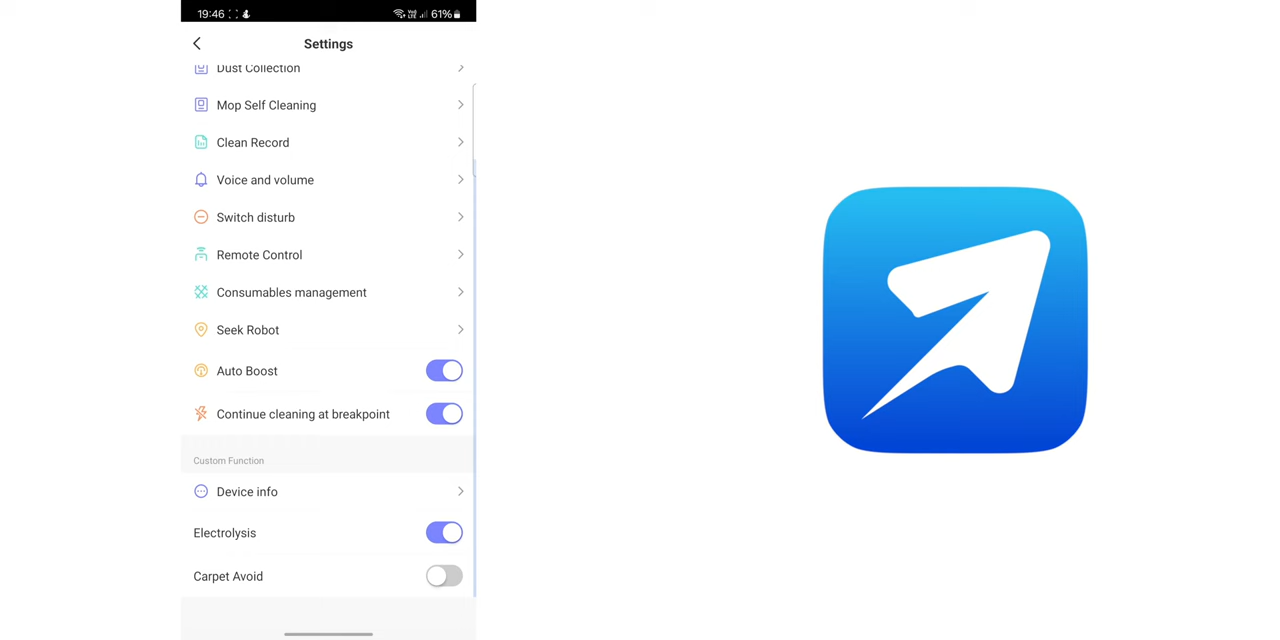 19:46 61%
Settings
Dust Collection
Mop Self Cleaning
Clean Record
Voice and volume
Switch disturb
Remote Control
Consumables management
Seek Robot
Auto Boost
Continue cleaning at breakpoint
Custom Function
Device info
Electrolysis
Carpet Avoid